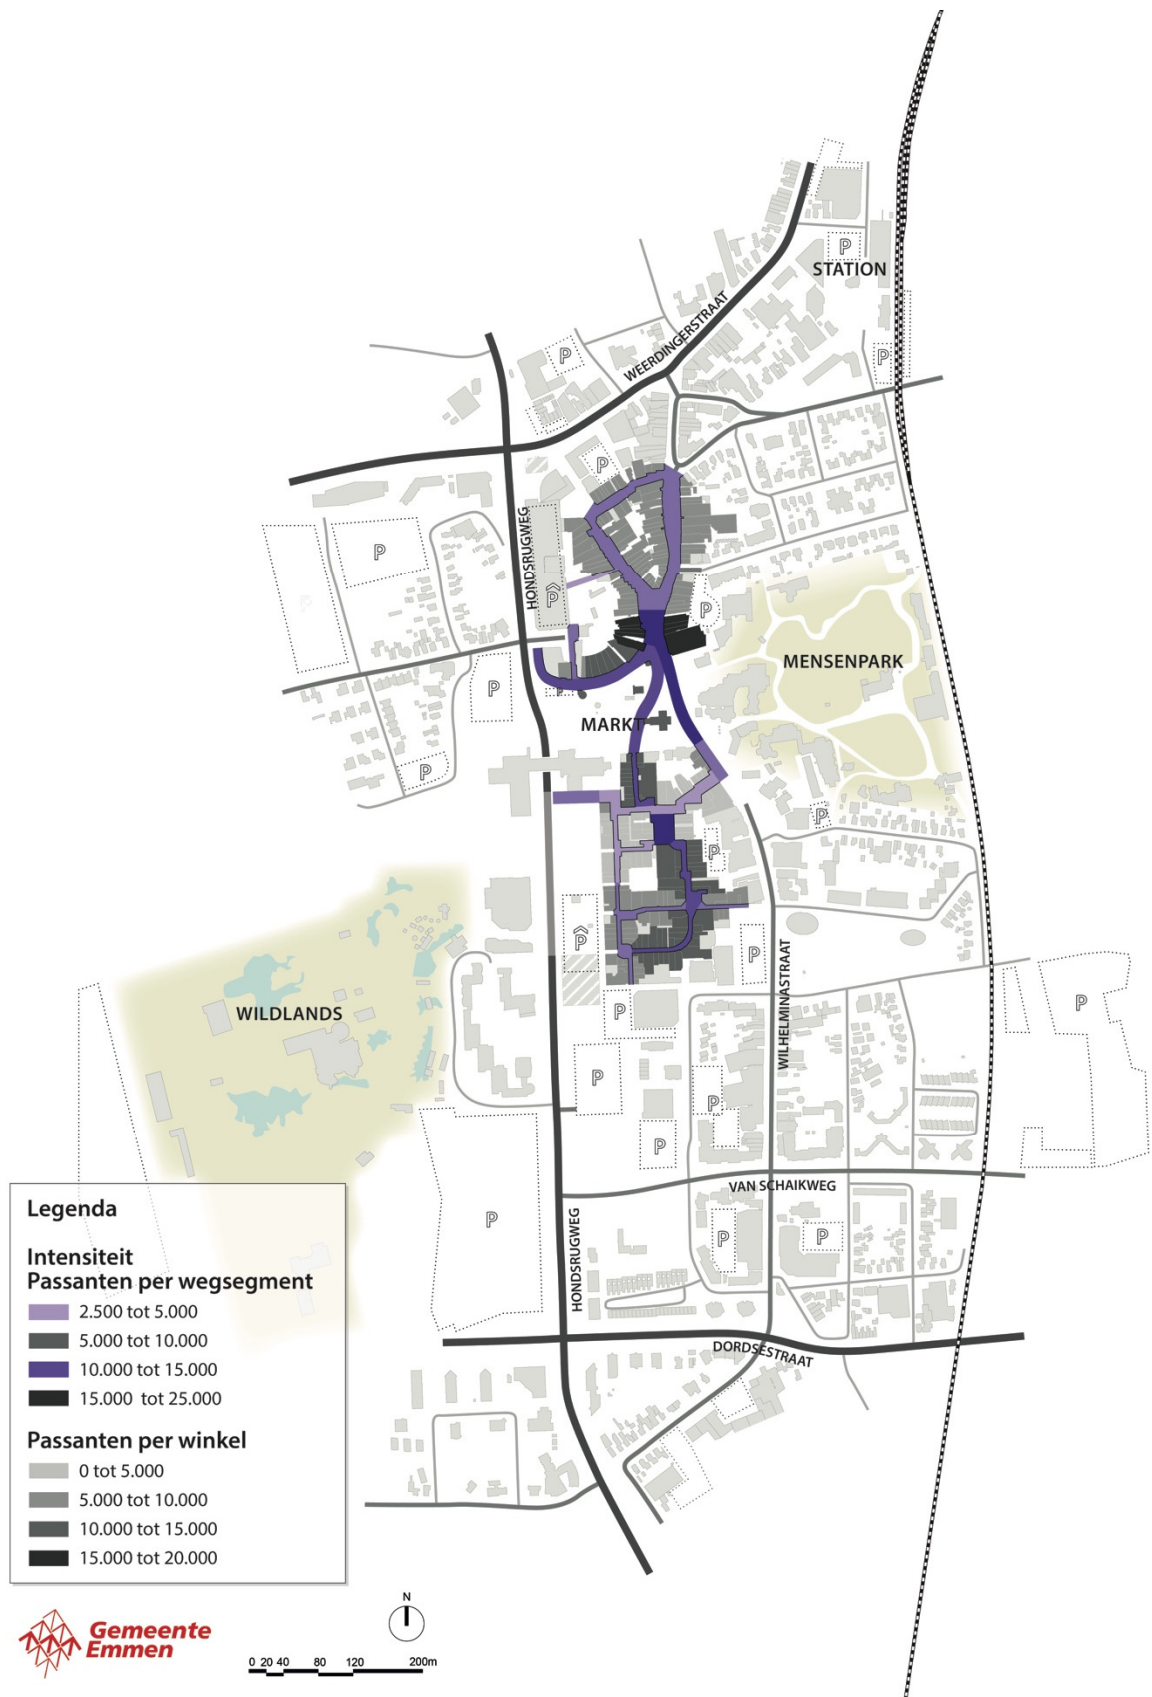 P
STATION
WEERDINGERSTRAAT
P
P
P
HONDSRUGWEG
P
P
P
MENSENPARK
P
P
MARKT
P
P
P
P
P
WILHELMINASTRAAT
WILDLANDS
P
P
P
P
P
VAN SCHAIKWEG
P
P
P
HONDSRUGWEG
DORDSESTRAAT
Legenda
Intensiteit
Passanten per wegsegment
2.500 tot 5.000
5.000 tot 10.000
10.000 tot 15.000
15.000 tot 25.000
Passanten per winkel
0 tot 5.000
5.000 tot 10.000
10.000 tot 15.000
15.000 tot 20.000
Gemeente
Emmen
N
0 20 40 80 120 200m